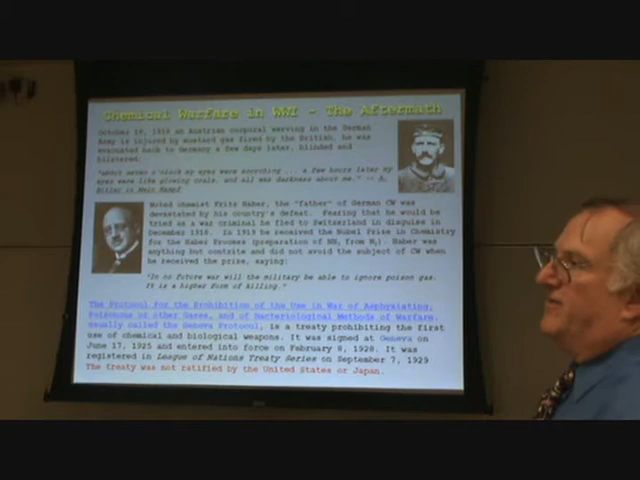 Chemical Warfare in WWI - The Aftermath
October 14, 1918 an Austrian corporal serving in the German
Army is injured by mustard gas fired by the British, he was
evacuated back to Germany a few days later, blinded and
blistered.
"about seven o'clock my eyes were scorching ... a few hours later my
eyes were like glowing coals, and all was darkness about me." -- A.
Hitler in Mein Kampf
Noted chemist Fritz Haber, the "father" of German CW was
devastated by his country's defeat. Fearing that he would be
tried as a war criminal he fled to Switzerland in disguise in
December 1918. In 1919 he received the Nobel Prize in Chemistry
for the Haber Process (preparation of NH3 from N2). Haber was
anything but contrite and did not avoid the subject of CW when
he received the prize, saying:
"In no future war will the military be able to ignore poison gas.
It is a higher form of killing."
The Protocol for the Prohibition of the Use in War of Asphyxiating,
Poisonous or other Gases, and of Bacteriological Methods of Warfare,
usually called the Geneva Protocol, is a treaty prohibiting the first
use of chemical and biological weapons. It was signed at Geneva on
June 17, 1925 and entered into force on February 8, 1928. It was
registered in League of Nations Treaty Series on September 7, 1929
The treaty was not ratified by the United States or Japan.